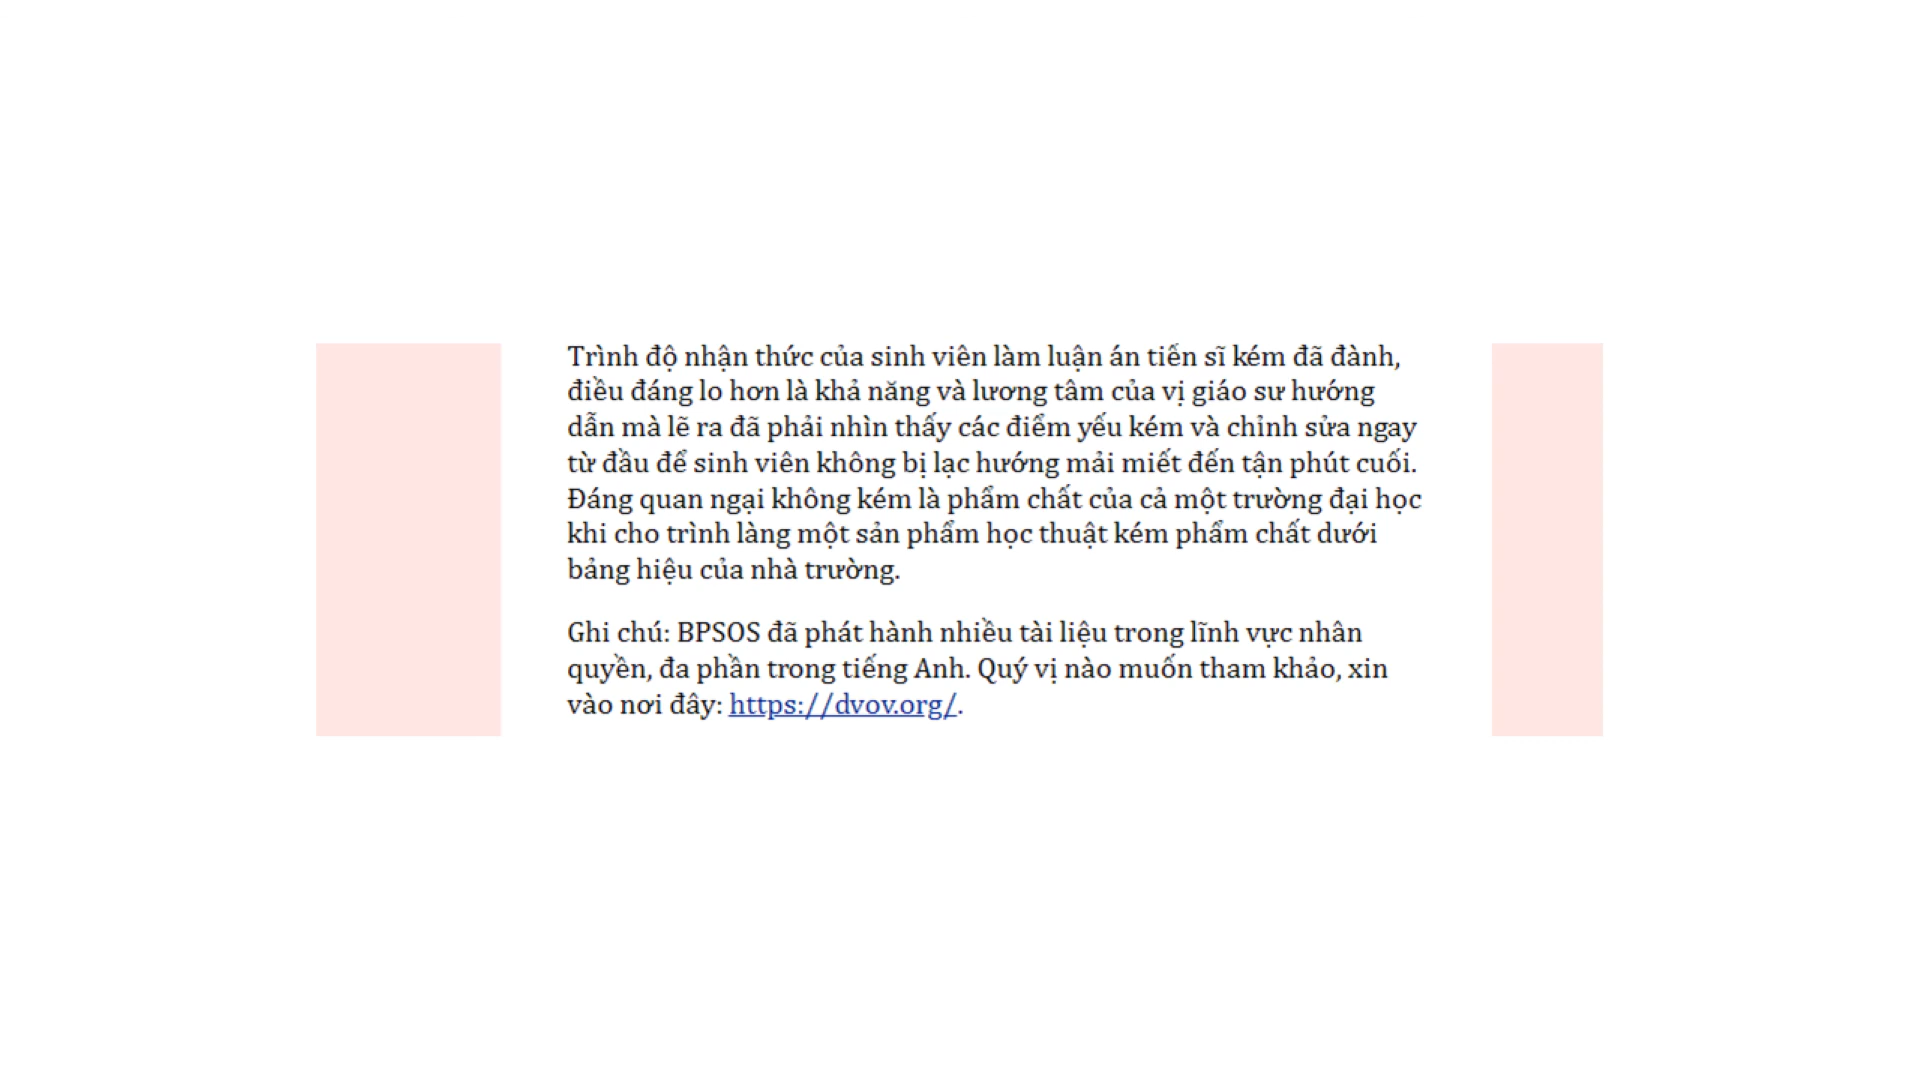 Trình độ nhận thức của sinh viên làm luận án tiến sĩ kém đã đành,
điều đáng lo hơn là khả năng và lương tâm của vị giáo sư hướng
dẫn mà lẽ ra đã phải nhìn thấy các điểm yếu kém và chỉnh sửa ngay
từ đầu để sinh viên không bị lạc hướng mải miết đến tận phút cuối.
Đáng quan ngại không kém là phẩm chất của cả một trường đại học
khi cho trình làng một sản phẩm học thuật kém phẩm chất dưới
bảng hiệu của nhà trường.
Ghi chú: BPSOS đã phát hành nhiều tài liệu trong lĩnh vực nhân
quyền, đa phần trong tiếng Anh. Quý vị nào muốn tham khảo, xin
vào nơi đây: https://dvov.org/.